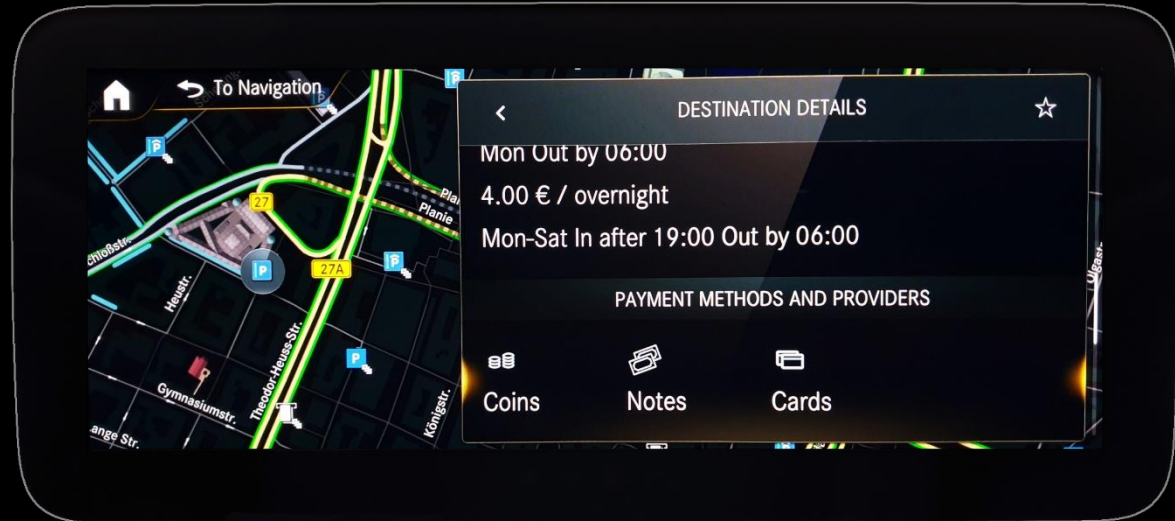 To Navigation
DESTINATION DETAILS
Mon Out by 06:00
4.00 € / overnight
Mon-Sat In after 19:00 Out by 06:00
PAYMENT METHODS AND PROVIDERS
Coins
Notes
Cards
27
27A
Planie
Heustr.
Theodor-Heuss-Str.
Gymnasiumstr.
Königstr.
P
P
P
P